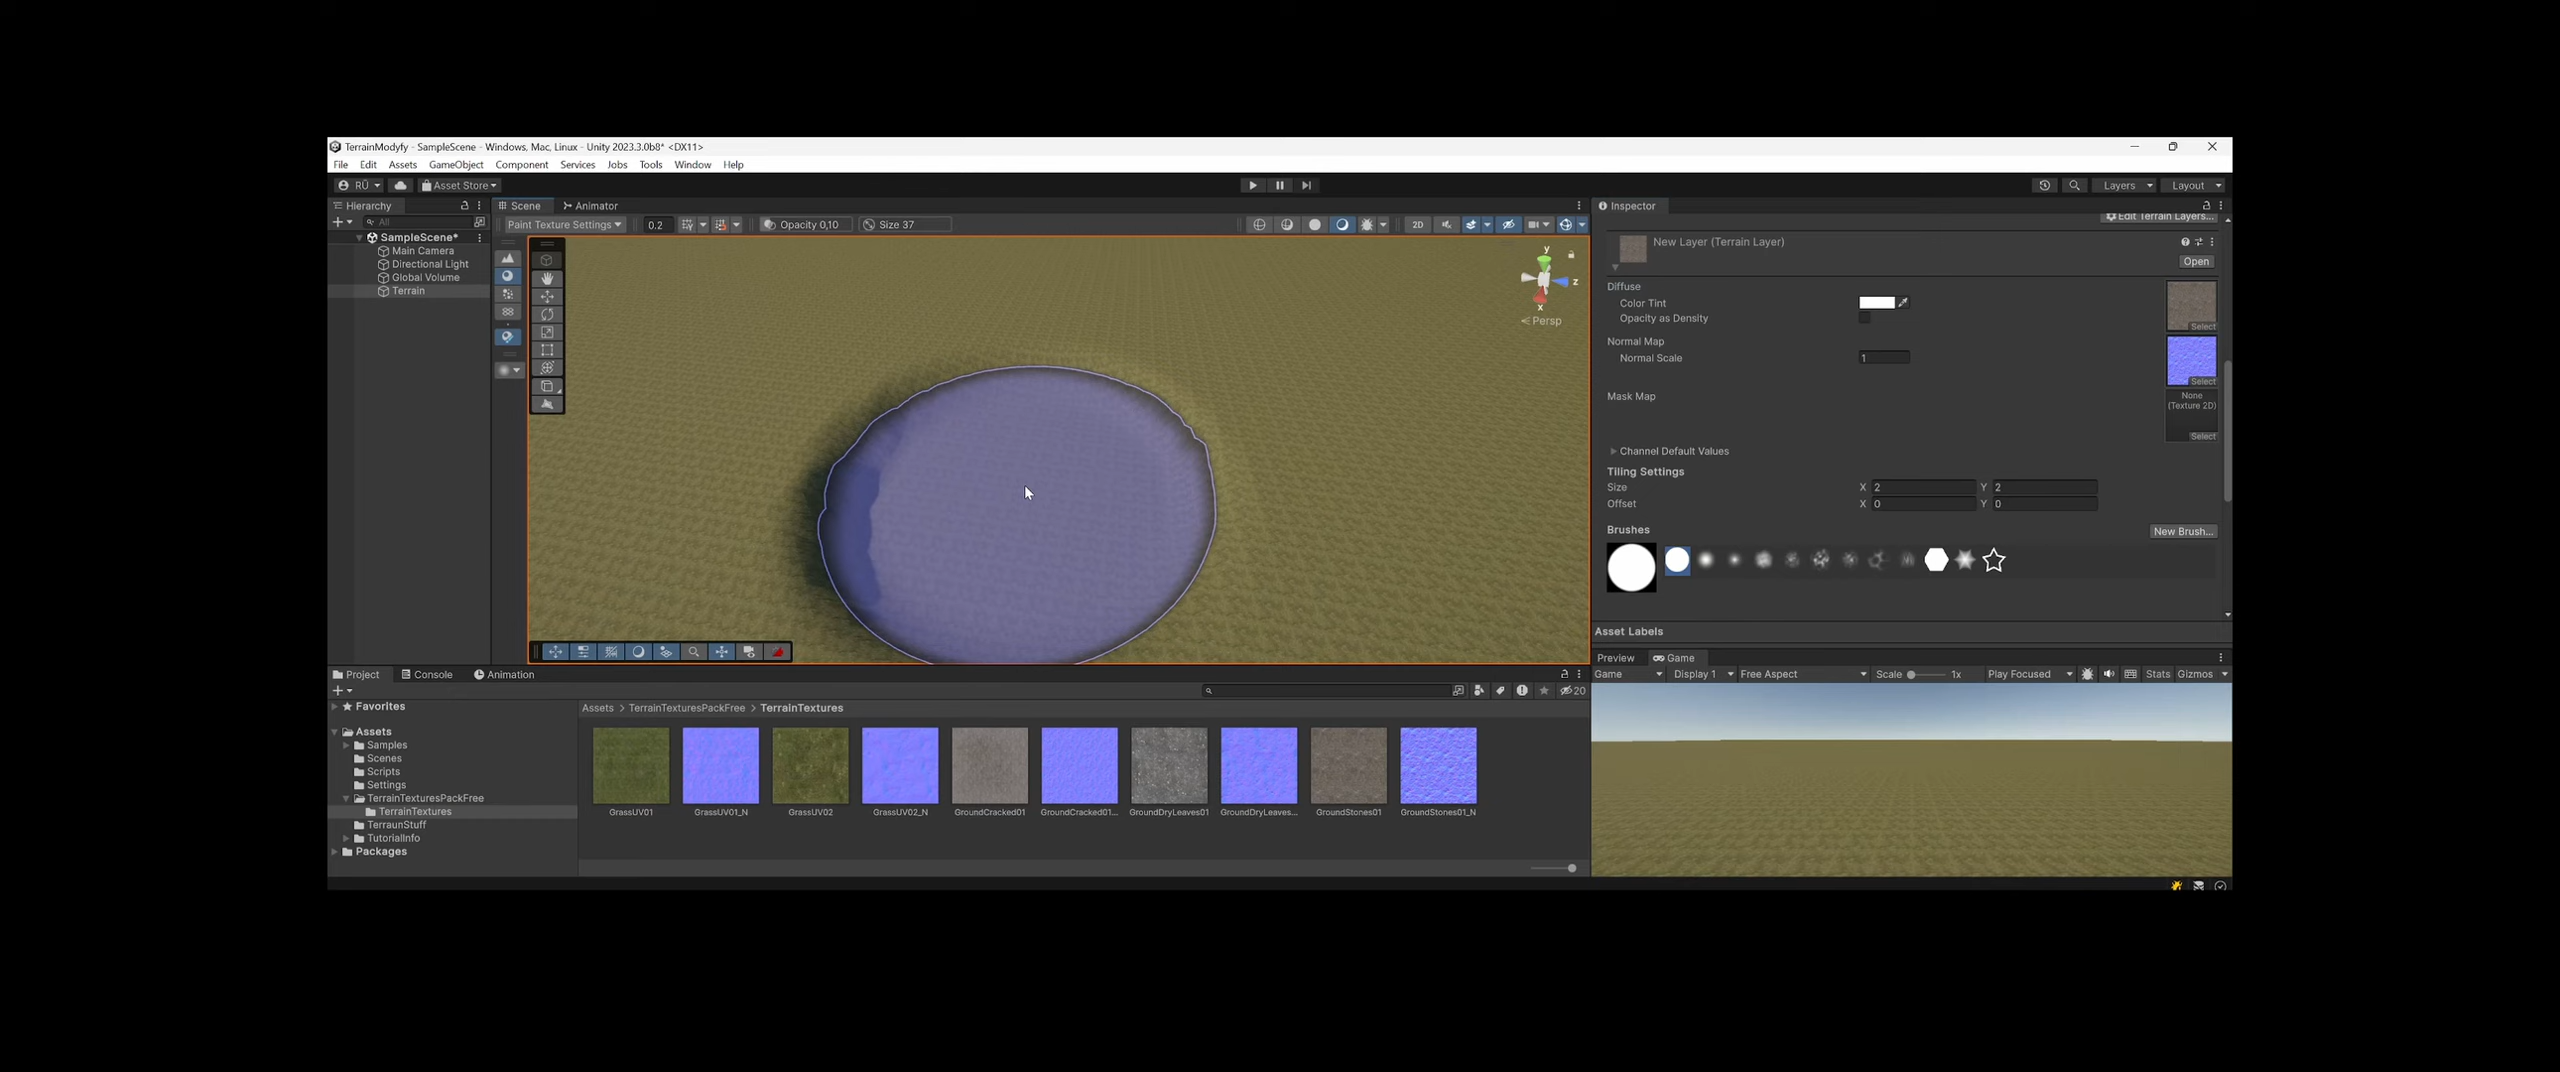 TerrainModyfy - SampleScene - Windows, Mac, Linux - Unity 2023.3.0b8* <DX11>
File Edit Assets GameObject Component Services Jobs Tools Window Help
RÜ Asset Store Layers Layout
Hierarchy
All
SampleScene*
Main Camera
Directional Light
Global Volume
Terrain
Scene Animator
Paint Texture Settings 0.2 Opacity 0,10 Size 37 2D
y
z
x
Persp
Inspector
Edit Terrain Layers...
New Layer (Terrain Layer)
Open
Diffuse
Color Tint
Opacity as Density
Select
Normal Map
Normal Scale 1
Select
Mask Map
None
(Texture 2D)
Select
Channel Default Values
Tiling Settings
Size X 2 Y 2
Offset X 0 Y 0
Brushes New Brush...
Asset Labels
Preview Game
Game Display 1 Free Aspect Scale 1x Play Focused Stats Gizmos
Project Console Animation
20
Favorites
Assets
Samples
Scenes
Scripts
Settings
TerrainTexturesPackFree
TerrainTextures
TerraunStuff
TutorialInfo
Packages
Assets > TerrainTexturesPackFree > TerrainTextures
GrassUV01 GrassUV01_N GrassUV02 GrassUV02_N GroundCracked01 GroundCracked01... GroundDryLeaves01 GroundDryLeaves... GroundStones01 GroundStones01_N